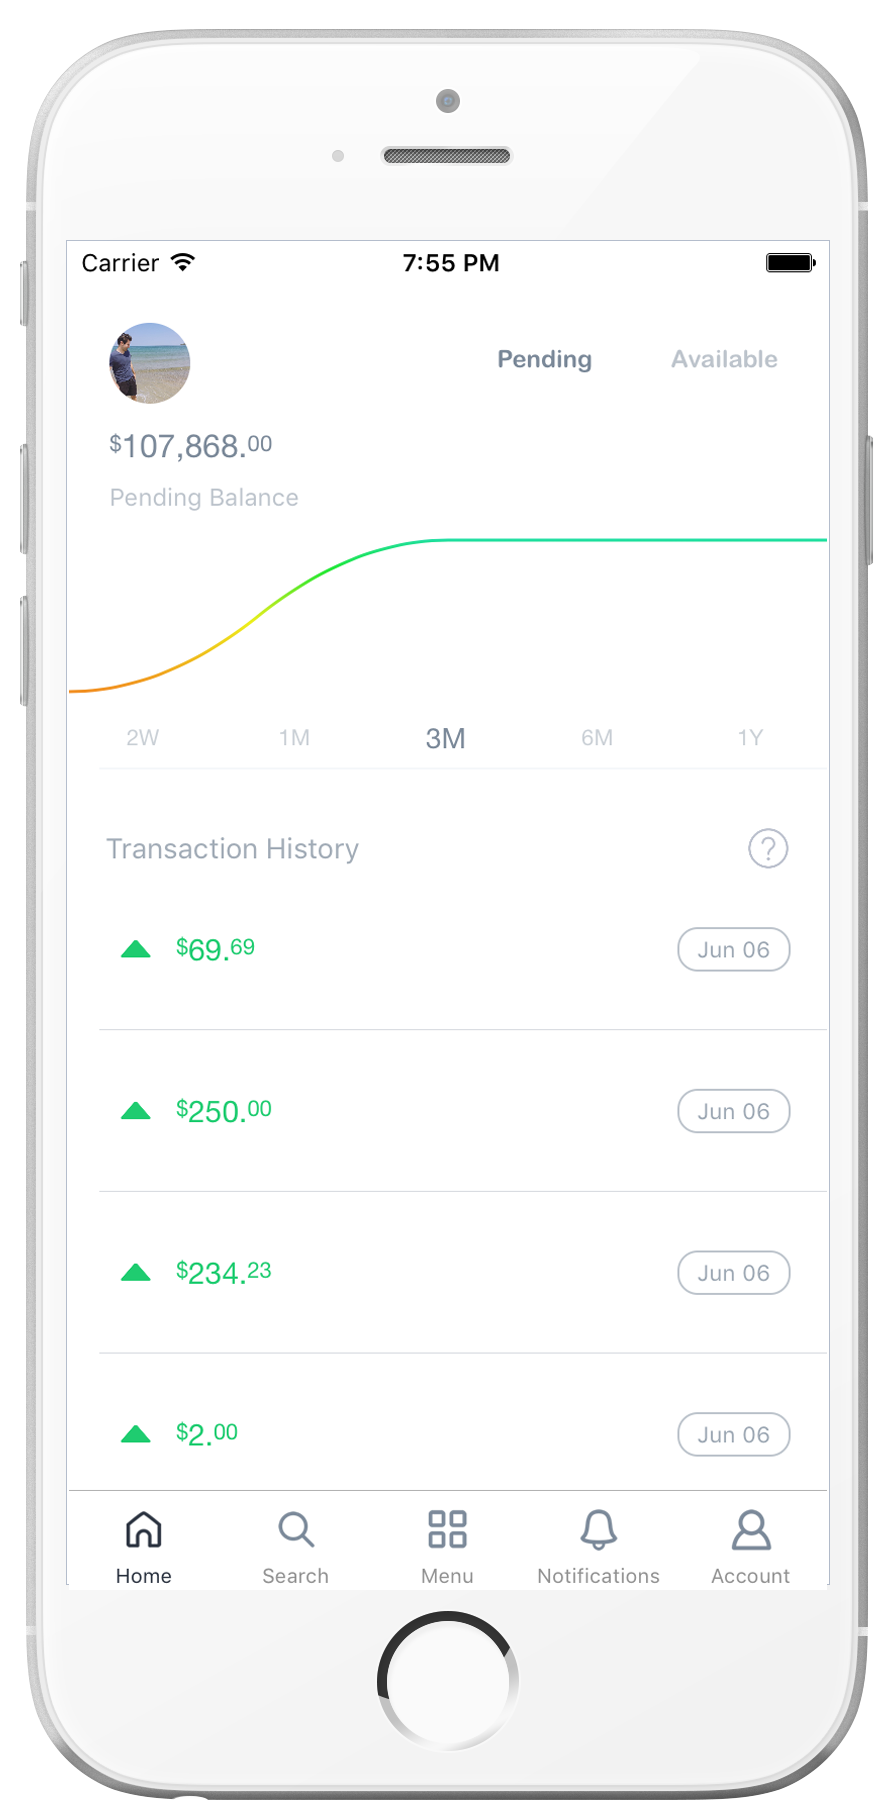 Carrier 7:55 PM
Pending Available
$107,868.00
Pending Balance
2W 1M 3M 6M 1Y
Transaction History ?
$69.69 Jun 06
$250.00 Jun 06
$234.23 Jun 06
$2.00 Jun 06
Home Search Menu Notifications Account